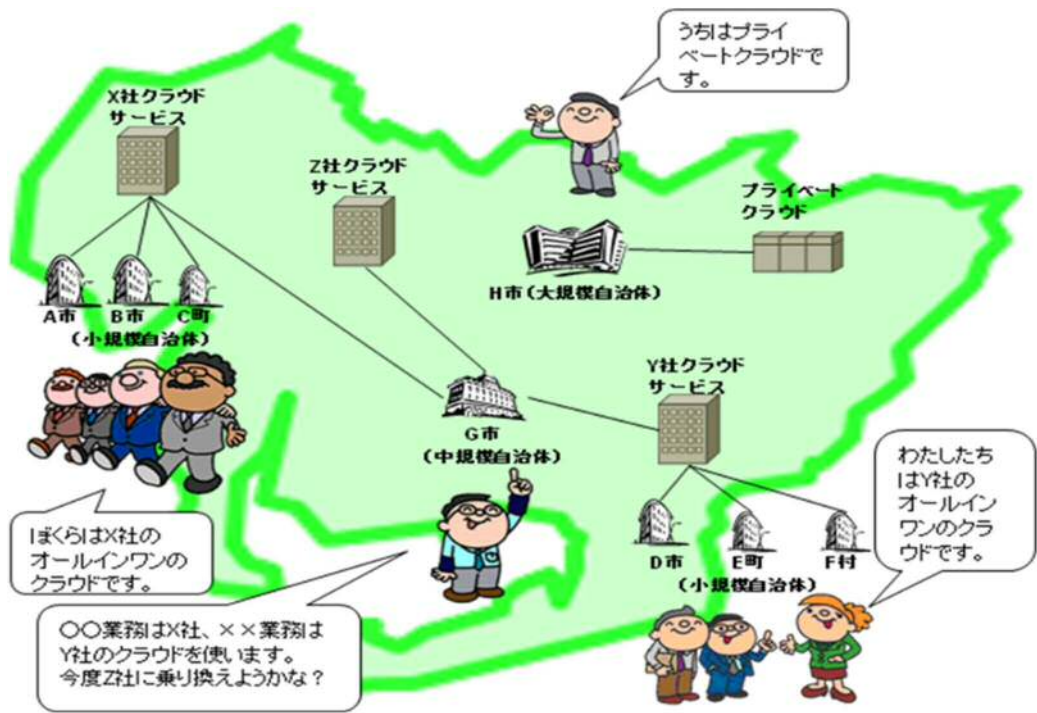 うちはプライ
ベートクラウドで
す。
X社クラウド
サービス
Z社クラウド
サービス
プライベート
クラウド
H市(大規模自治体)
A市
B市
C町
(小規模自治体)
Y社クラウド
サービス
G市
(中規模自治体)
わたしたち
はY社の
オールイン
ワンのクラ
ウドです。
ぼくらはX社の
オールインワンの
クラウドです。
D市
E町
F村
(小規模自治体)
〇〇業務はX社、××業務は
Y社のクラウドを使います。
今度Z社に乗り換えようかな?